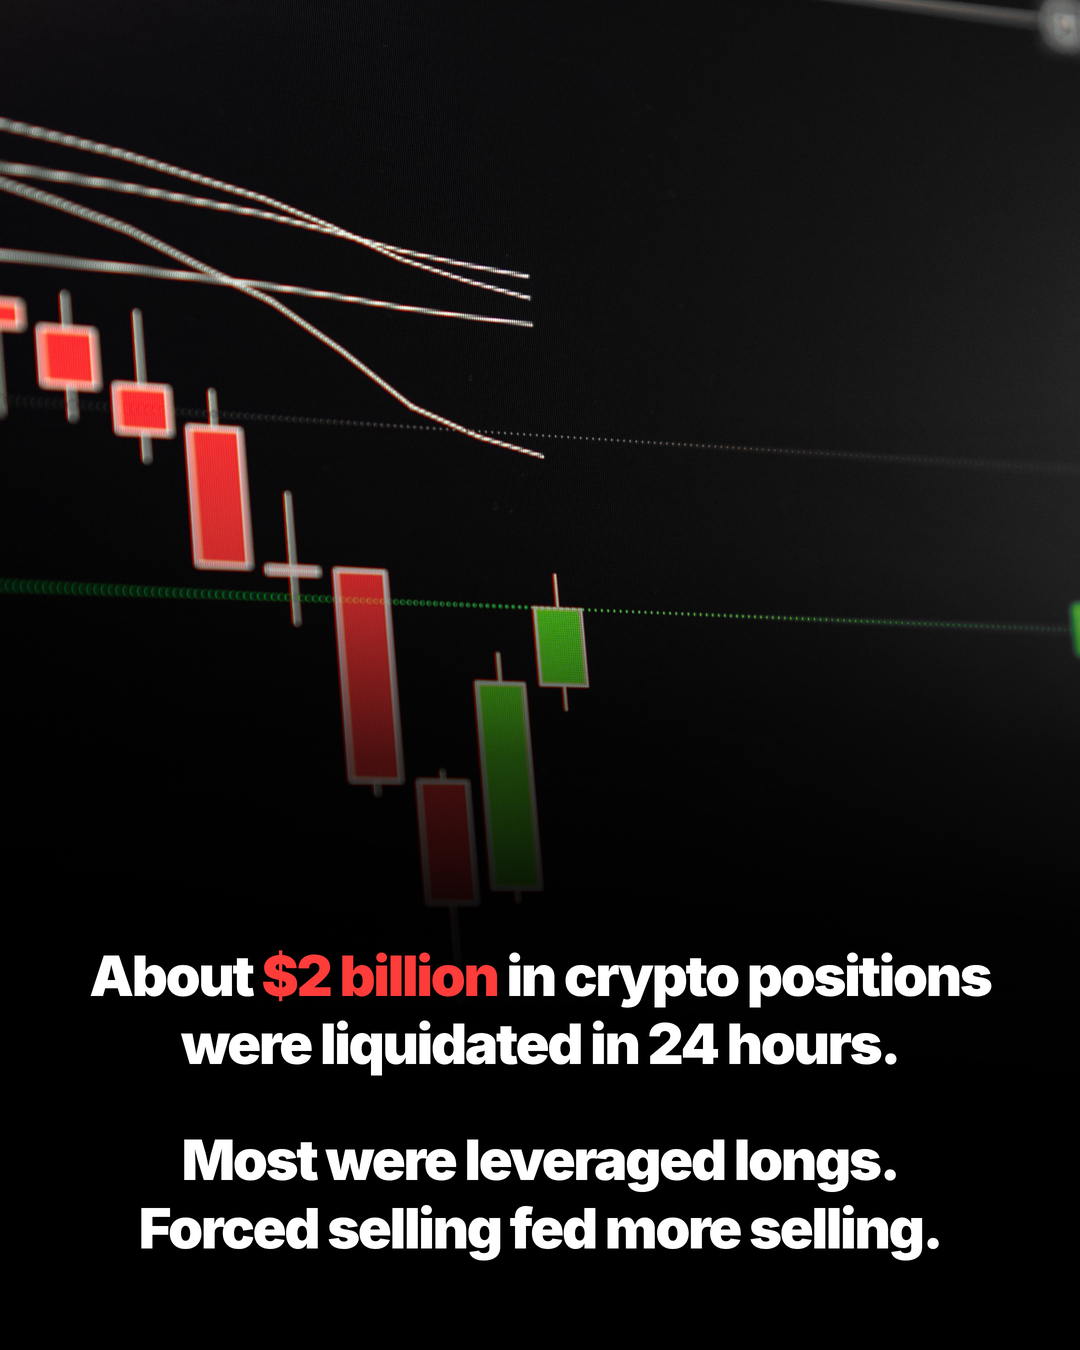 About $2 billion in crypto positions
were liquidated in 24 hours.
Most were leveraged longs.
Forced selling fed more selling.